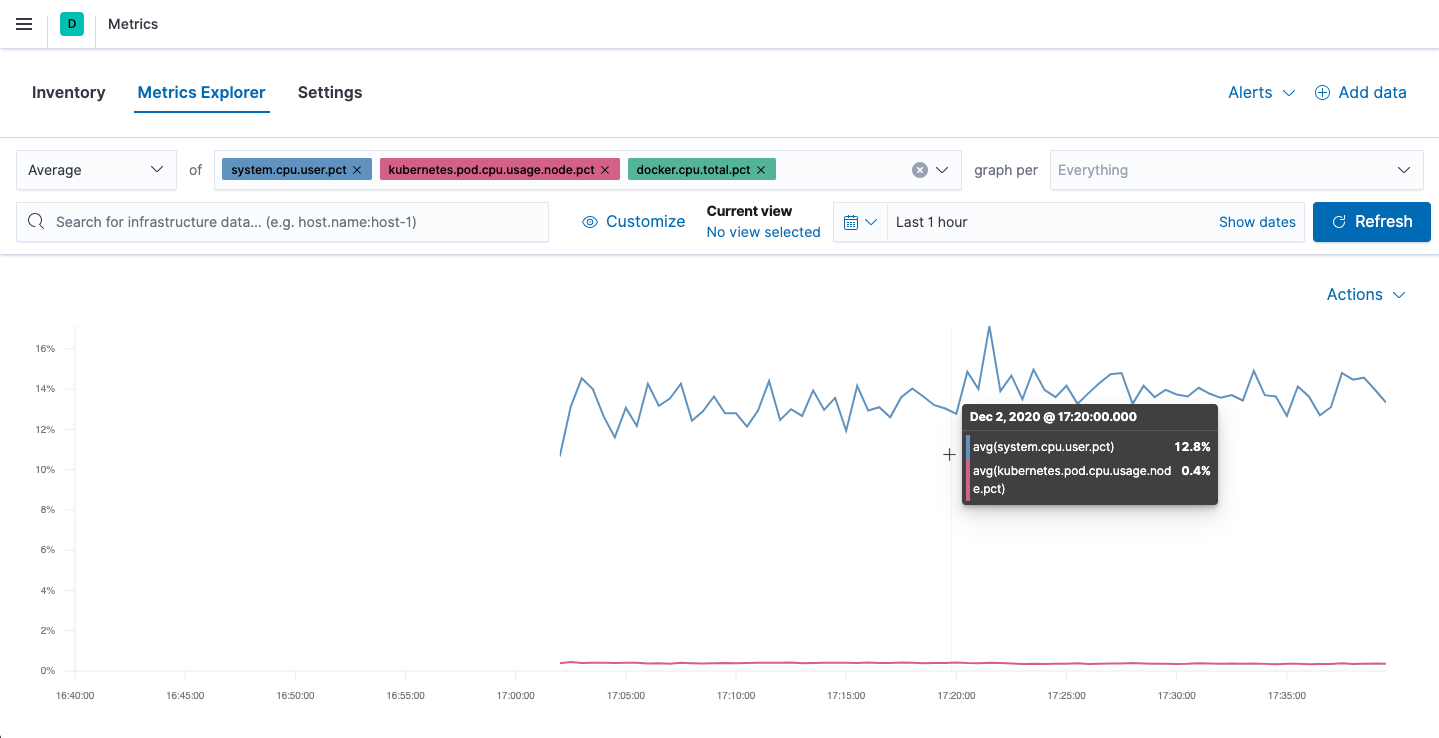 D Metrics
Inventory Metrics Explorer Settings Alerts Add data
Average of system.cpu.user.pct kubernetes.pod.cpu.usage.node.pct docker.cpu.total.pct graph per Everything
Search for infrastructure data... (e.g. host.name:host-1) Customize Current view No view selected Last 1 hour Show dates Refresh
Actions
16%
14%
12%
10%
8%
6%
4%
2%
0%
Dec 2, 2020 @ 17:20:00.000
avg(system.cpu.user.pct) 12.8%
avg(kubernetes.pod.cpu.usage.nod 0.4%
e.pct)
16:40:00 16:45:00 16:50:00 16:55:00 17:00:00 17:05:00 17:10:00 17:15:00 17:20:00 17:25:00 17:30:00 17:35:00